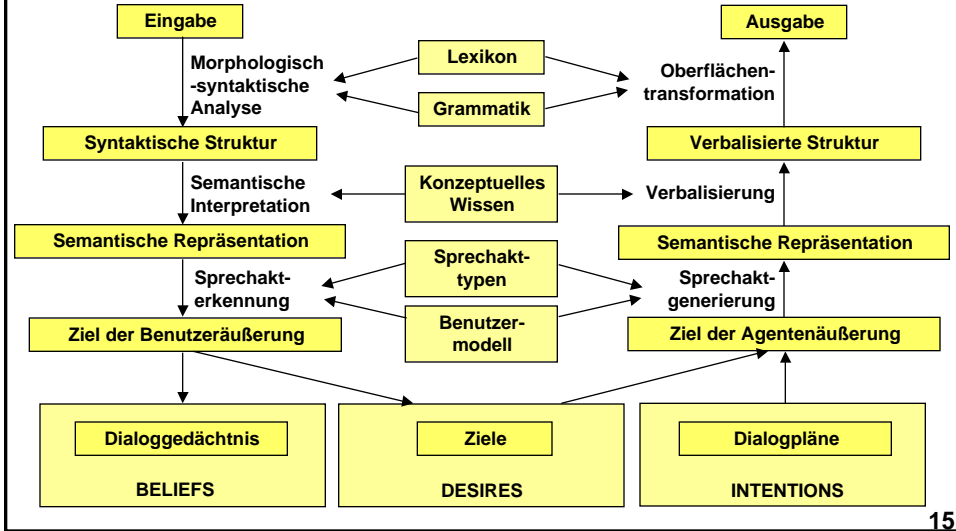 Eingabe
Ausgabe
Morphologisch
-syntaktische
Analyse
Lexikon
Grammatik
Oberflächen-
transformation
Syntaktische Struktur
Verbalisierte Struktur
Semantische
Interpretation
Konzeptuelles
Wissen
Verbalisierung
Semantische Repräsentation
Semantische Repräsentation
Sprechakt-
erkennung
Sprechakt-
typen
Benutzer-
modell
Sprechakt-
generierung
Ziel der Benutzeräußerung
Ziel der Agentenäußerung
Dialoggedächtnis
BELIEFS
Ziele
DESIRES
Dialogpläne
INTENTIONS
15